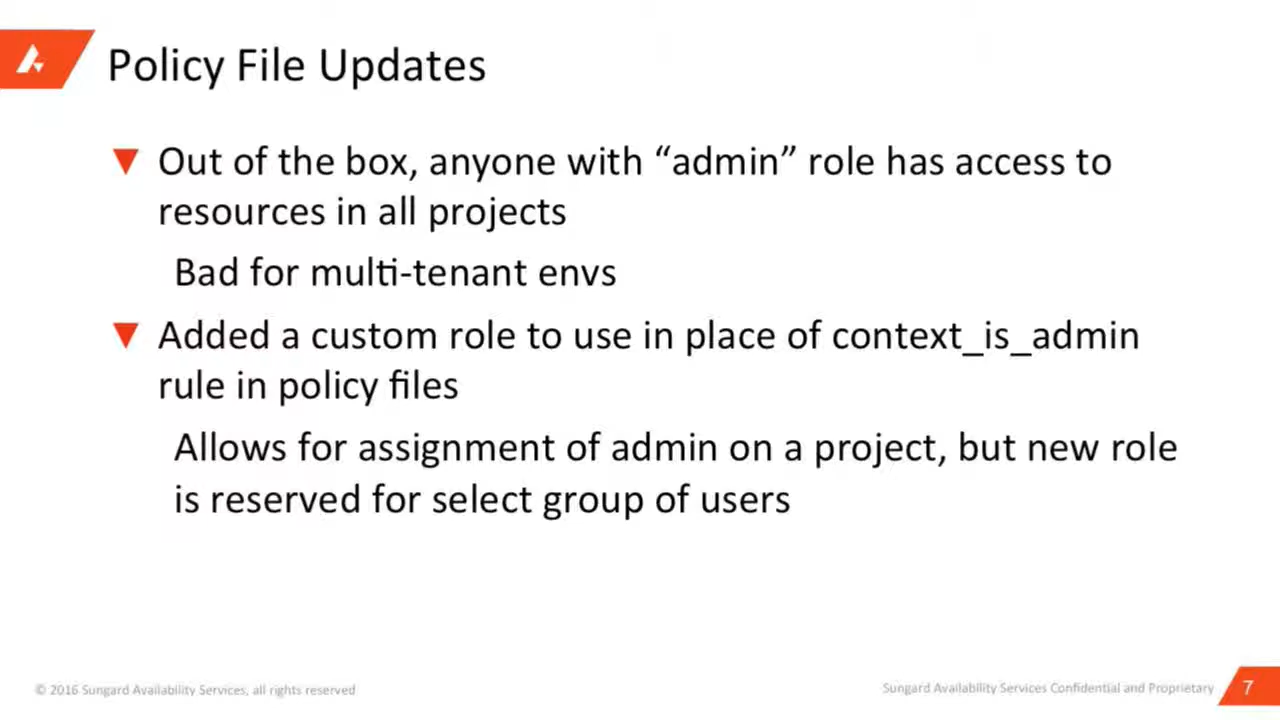 Policy File Updates
▼ Out of the box, anyone with “admin” role has access to
resources in all projects
Bad for multi-tenant envs
▼ Added a custom role to use in place of context_is_admin
rule in policy files
Allows for assignment of admin on a project, but new role
is reserved for select group of users
© 2016 Sungard Availability Services, all rights reserved
Sungard Availability Services Confidential and Proprietary
7